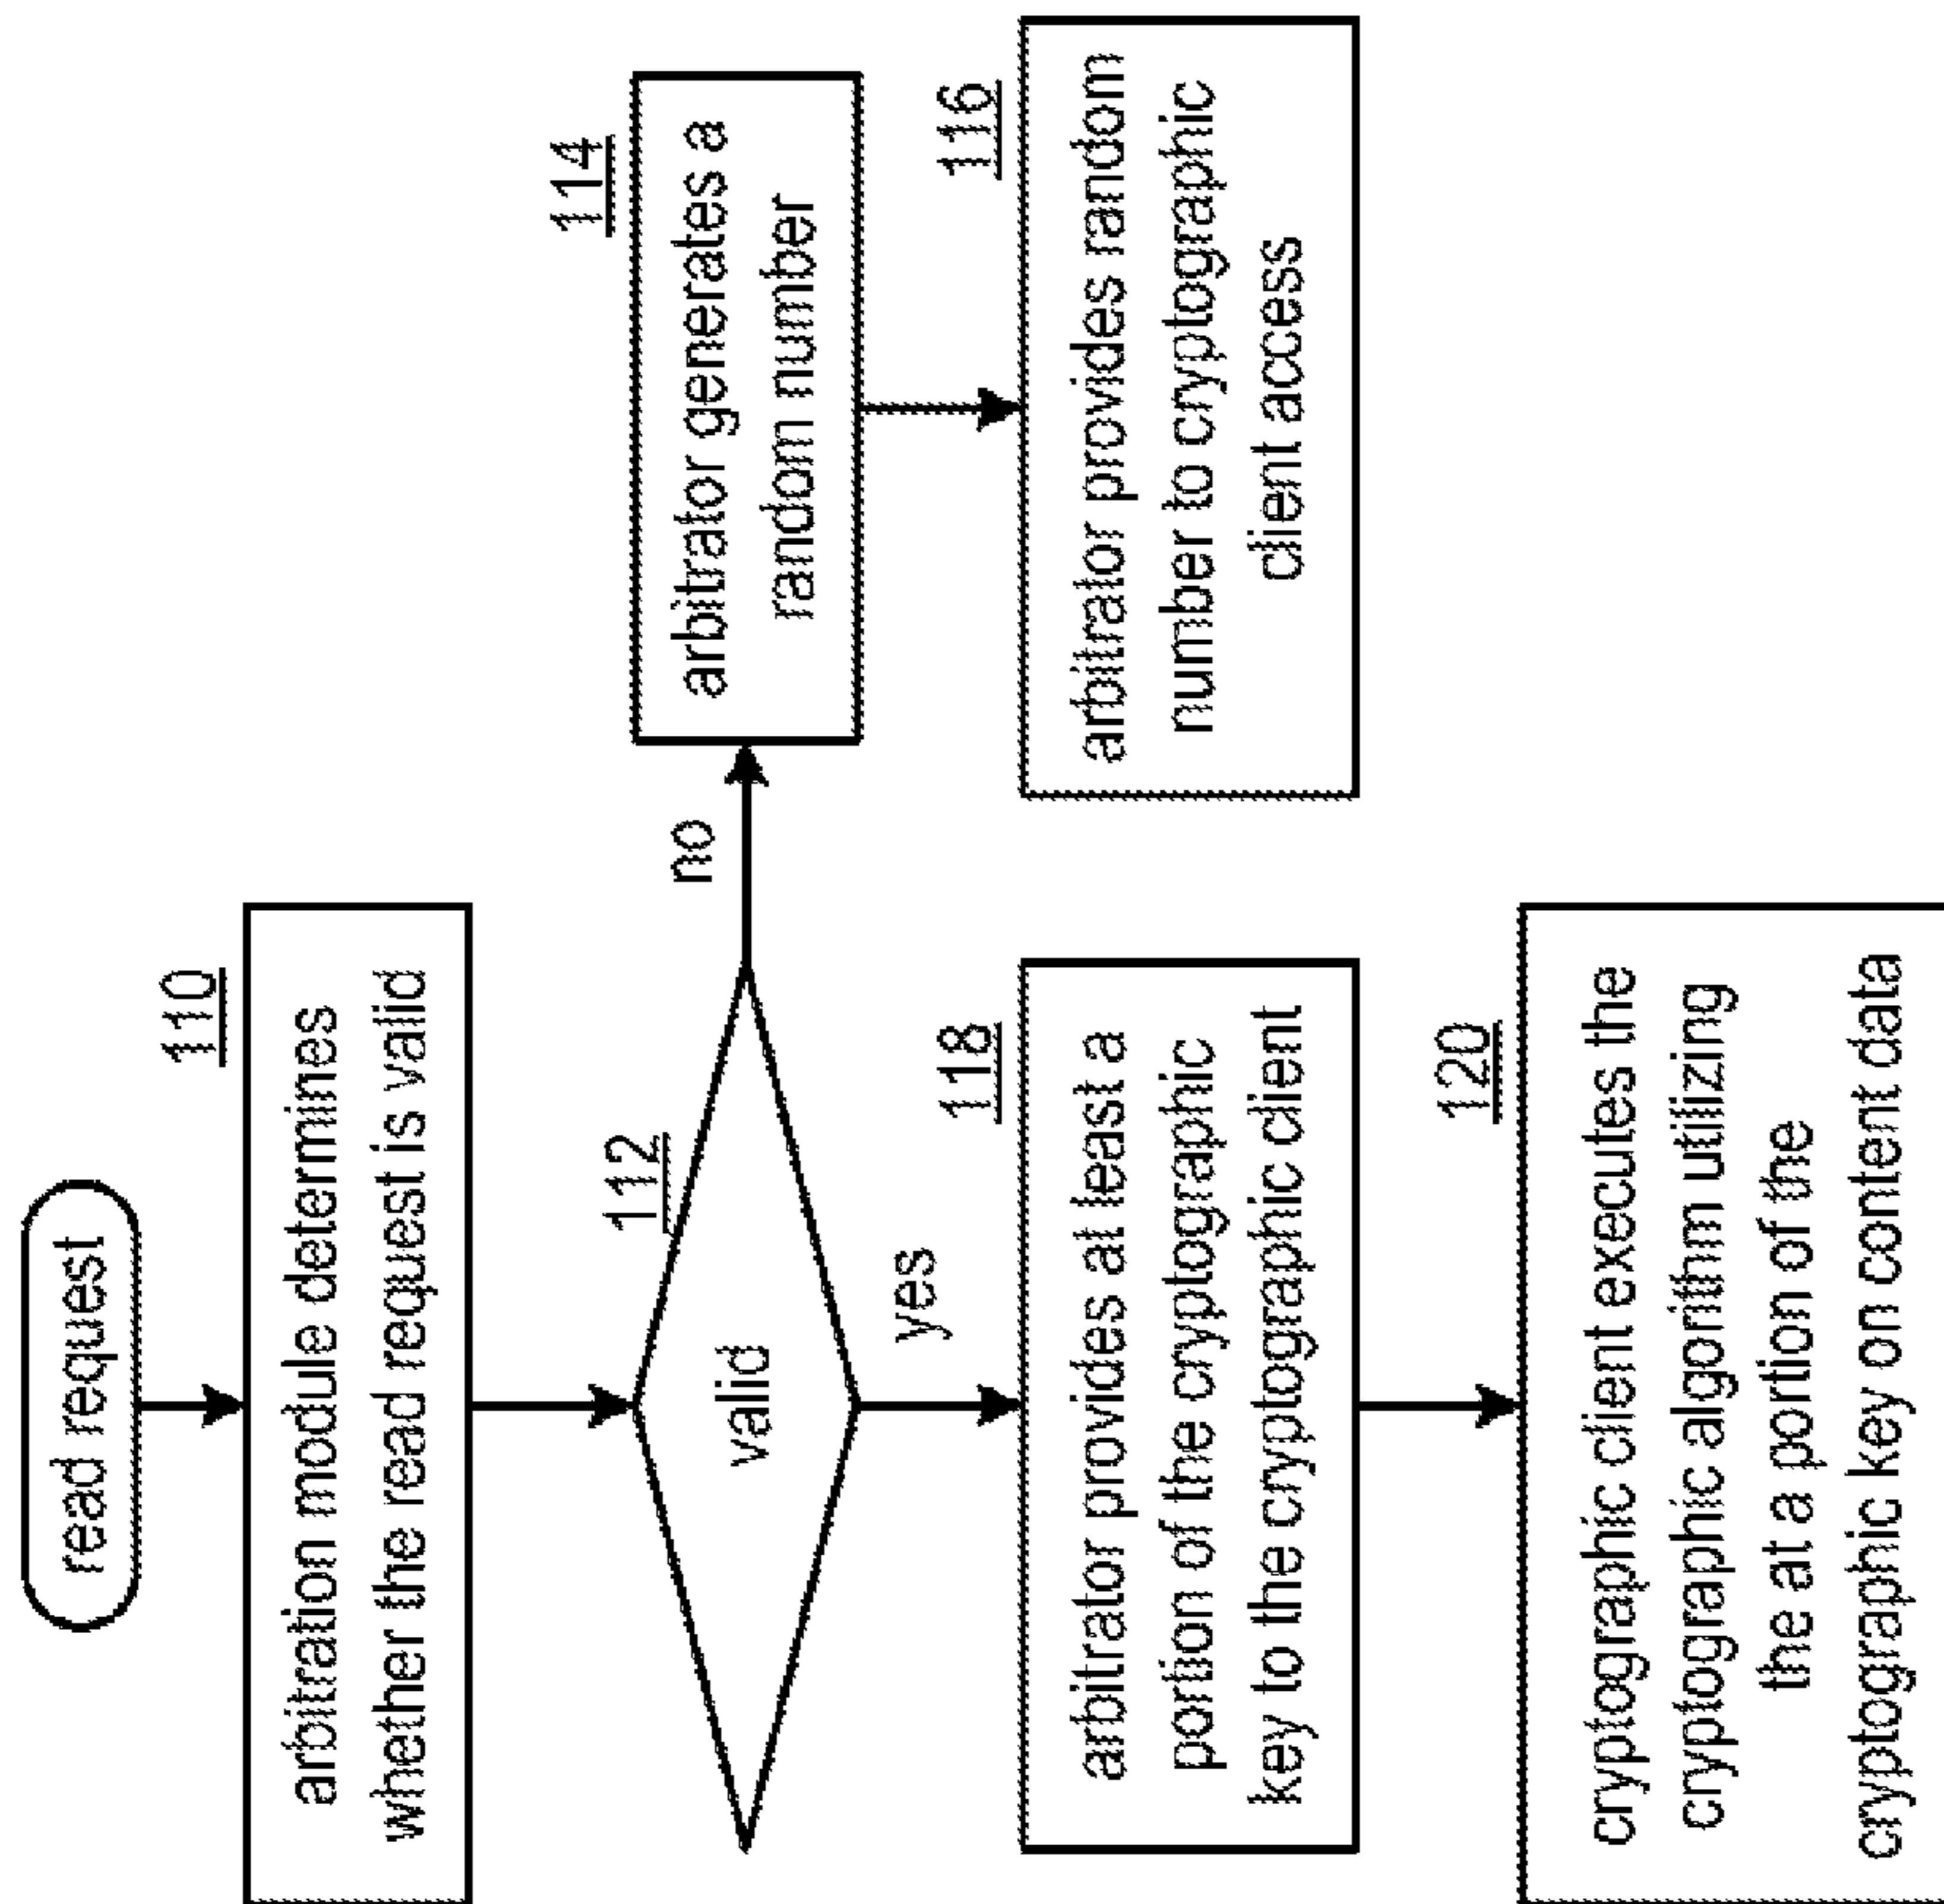 read request
110
arbitration module determines
whether the read request is valid
112
valid
no
114
arbitrator generates a
random number
116
arbitrator provides random
number to cryptographic
client access
yes
118
arbitrator provides at least a
portion of the cryptographic
key to the cryptographic client
120
cryptographic client executes the
cryptographic algorithm utilizing
the at a portion of the
cryptographic key on content data